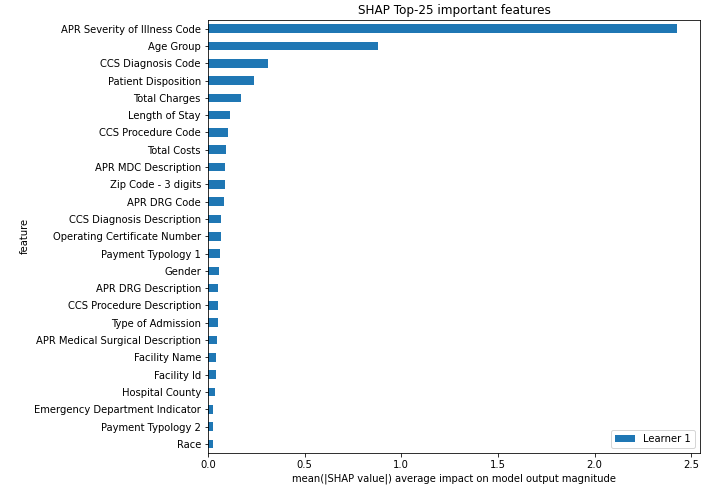 SHAP Top-25 important features
APR Severity of Illness Code
Age Group
CCS Diagnosis Code
Patient Disposition
Total Charges
Length of Stay
CCS Procedure Code
Total Costs
APR MDC Description
Zip Code - 3 digits
APR DRG Code
CCS Diagnosis Description
Operating Certificate Number
Payment Typology 1
Gender
APR DRG Description
CCS Procedure Description
Type of Admission
APR Medical Surgical Description
Facility Name
Facility Id
Hospital County
Emergency Department Indicator
Payment Typology 2
Race
feature
Learner 1
0.0 0.5 1.0 1.5 2.0 2.5
mean(|SHAP value|) average impact on model output magnitude